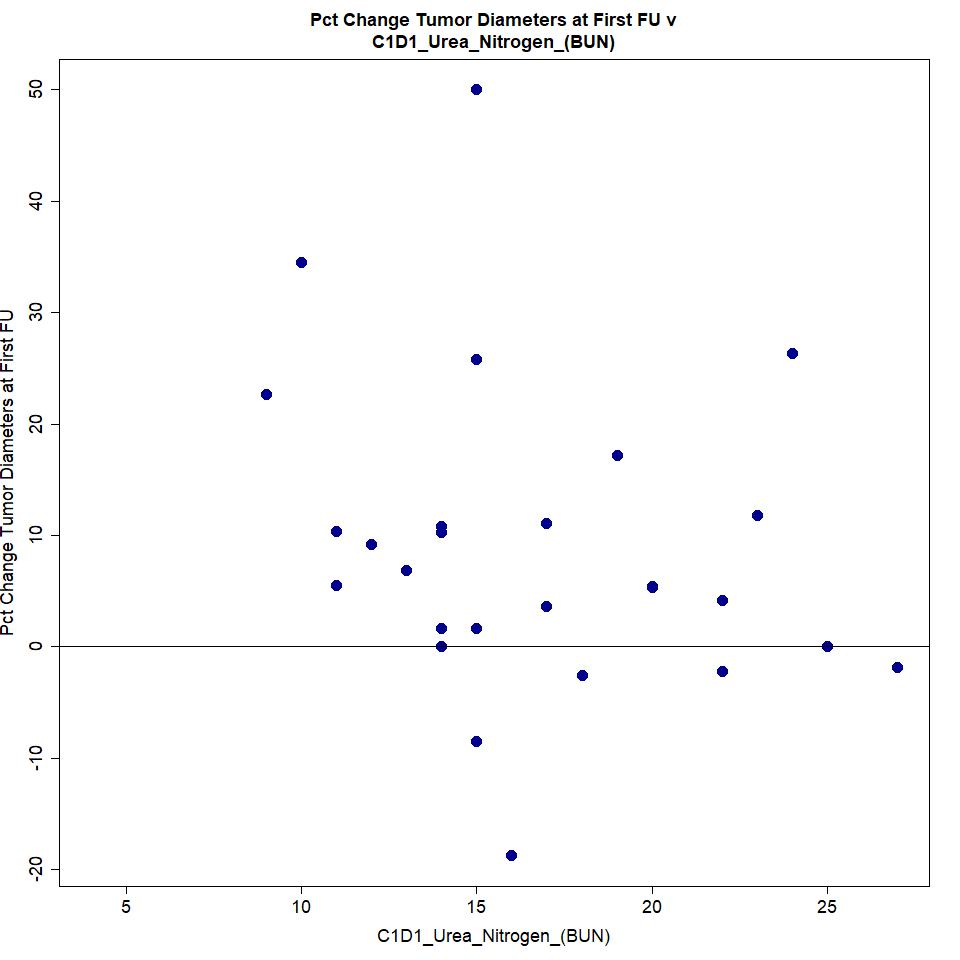 Pct Change Tumor Diameters at First FU v
C1D1_Urea_Nitrogen_(BUN)
Pct Change Tumor Diameters at First FU
50
40
30
20
10
0
-10
-20
5 10 15 20 25
C1D1_Urea_Nitrogen_(BUN)